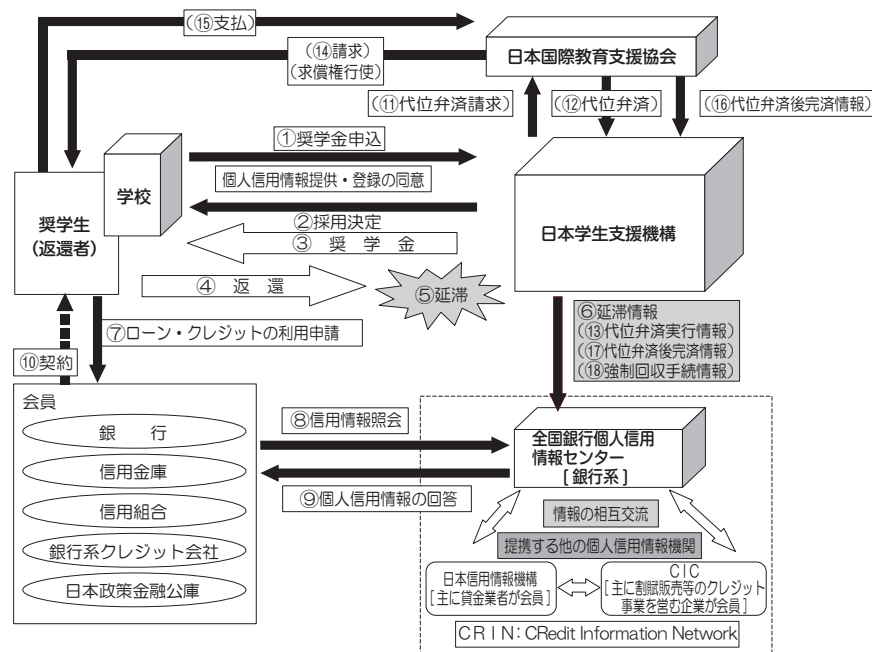 (⑮支払)
(⑭請求)
(求償権行使)
日本国際教育支援協会
(⑪代位弁済請求)
(⑫代位弁済)
(⑯代位弁済後完済情報)
①奨学金申込
個人信用情報提供・登録の同意
学校
奨学生
(返還者)
②採用決定
③ 奨 学 金
日本学生支援機構
④ 返 還
⑤延滞
⑥延滞情報
(⑬代位弁済実行情報)
(⑰代位弁済後完済情報)
(⑱強制回収手続情報)
⑦ローン・クレジットの利用申請
⑩契約
会員
銀 行
信用金庫
信用組合
銀行系クレジット会社
日本政策金融公庫
⑧信用情報照会
⑨個人信用情報の回答
全国銀行個人信用
情報センター
[銀行系]
情報の相互交流
提携する他の個人信用情報機関
日本信用情報機構
[主に貸金業者が会員]
CIC
[主に割賦販売等のクレジット
事業を営む企業が会員]
CRIN:CRedit Information Network